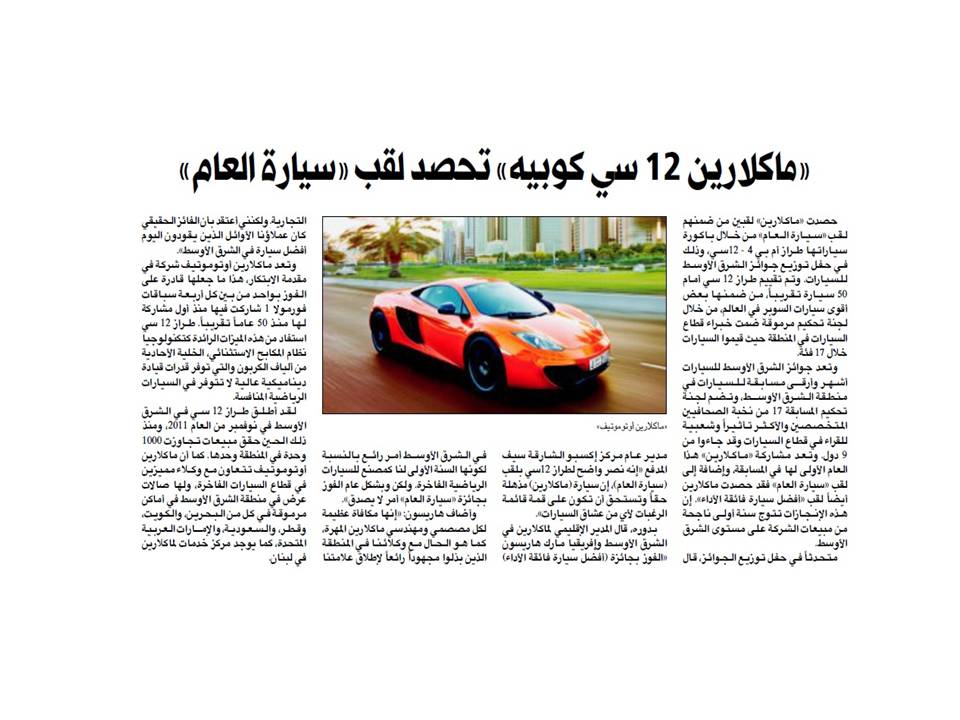 «ماكلارين 12 سي كوبيه» تحصد لقب «سيارة العام»
حصدت «ماكلارين» لقبين من ضمنهم
لقب «سيارة العام» من خلال باكورة
سياراتها طراز أم بي 4 - 12سي، وذلك
في حفل توزيع جوائز الشرق الأوسط
للسيارات. وتم تقييم طراز 12 سي أمام
50 سيارة تقريباً، من ضمنها بعض
أقوى سيارات السوبر في العالم، من خلال
لجنة تحكيم مرموقة ضمت خبراء قطاع
السيارات في المنطقة حيث قيموا السيارات
خلال 17 فئة.
وتعد جوائز الشرق الأوسط للسيارات
أشهر وأرقى مسابقة للسيارات في
منطقة الشرق الأوسط، وتضم لجنة
تحكيم المسابقة 17 من نخبة الصحافيين
المتخصصين والأكثر تأثيراً وشعبية
للقراء في قطاع السيارات وقد جاءوا من
9 دول. وتعد مشاركة «ماكلارين» هذا
العام الأولى لها في المسابقة، وإضافة إلى
لقب «سيارة العام» فقد حصدت ماكلارين
أيضاً لقب «أفضل سيارة فائقة الأداء». إن
هذه الإنجازات تتوج سنة أولى ناجحة
من مبيعات الشركة على مستوى الشرق
الأوسط.
متحدثاً في حفل توزيع الجوائز، قال
«ماكلارين أوتوموتيف»
مدير عام مركز إكسبو الشارقة سيف
المدفع «إنه نصر واضح لطراز 12سي بلقب
(سيارة العام)، إن سيارة (ماكلارين) مذهلة
حقاً وتستحق أن تكون على قمة قائمة
الرغبات لأي من عشاق السيارات».
بدوره، قال المدير الإقليمي لماكلارين في
الشرق الأوسط وإفريقيا مارك هاريسون
«الفوز بجائزة (أفضل سيارة فائقة الأداء)
في الشرق الأوسط أمر رائع بالنسبة
لكونها السنة الأولى لنا كمصنع للسيارات
الرياضية الفاخرة، ولكن وبشكل عام الفوز
بجائزة «سيارة العام» أمر لا يصدق».
وأضاف هاريسون: «إنها مكافأة عظيمة
لكل مصصمي ومهندسي ماكلارين المهرة،
كما هو الحال مع وكلائنا في المنطقة
الذين بذلوا مجهوداً رائعاً لإطلاق علامتنا
التجارية. ولكنني أعتقد بأن الفائز الحقيقي
كان عملاؤنا الأوائل الذين يقودون اليوم
أفضل سيارة في الشرق الأوسط».
وتعد ماكلارين أوتوموتيف شركة في
مقدمة الابتكار، هذا ما جعلها قادرة على
الفوز بواحد من بين كل أربعة سباقات
فورمولا 1 شاركت فيها منذ أول مشاركة
لها منذ 50 عاماً تقريباً. طراز 12 سي
استفاد من هذه الميزات الرائدة كتكنولوجيا
نظام المكابح الاستثنائي، الخلية الأحادية
من ألياف الكربون والتي توفر قدرات قيادة
ديناميكية عالية لا تتوفر في السيارات
الرياضية المنافسة.
لقد أطلق طراز 12 سي في الشرق
الأوسط في نوفمبر من العام 2011، ومنذ
ذلك الحين حقق مبيعات تجاوزت 1000
وحدة في المنطقة وحدها. كما أن ماكلارين
أوتوموتيف تتعاون مع وكلاء مميزين
في قطاع السيارات الفاخرة، ولها صالات
عرض في منطقة الشرق الأوسط في أماكن
مرموقة في كل من البحرين، والكويت،
وقطر، والسعودية، والإمارات العربية
المتحدة، كما يوجد مركز خدمات لماكلارين
في لبنان.